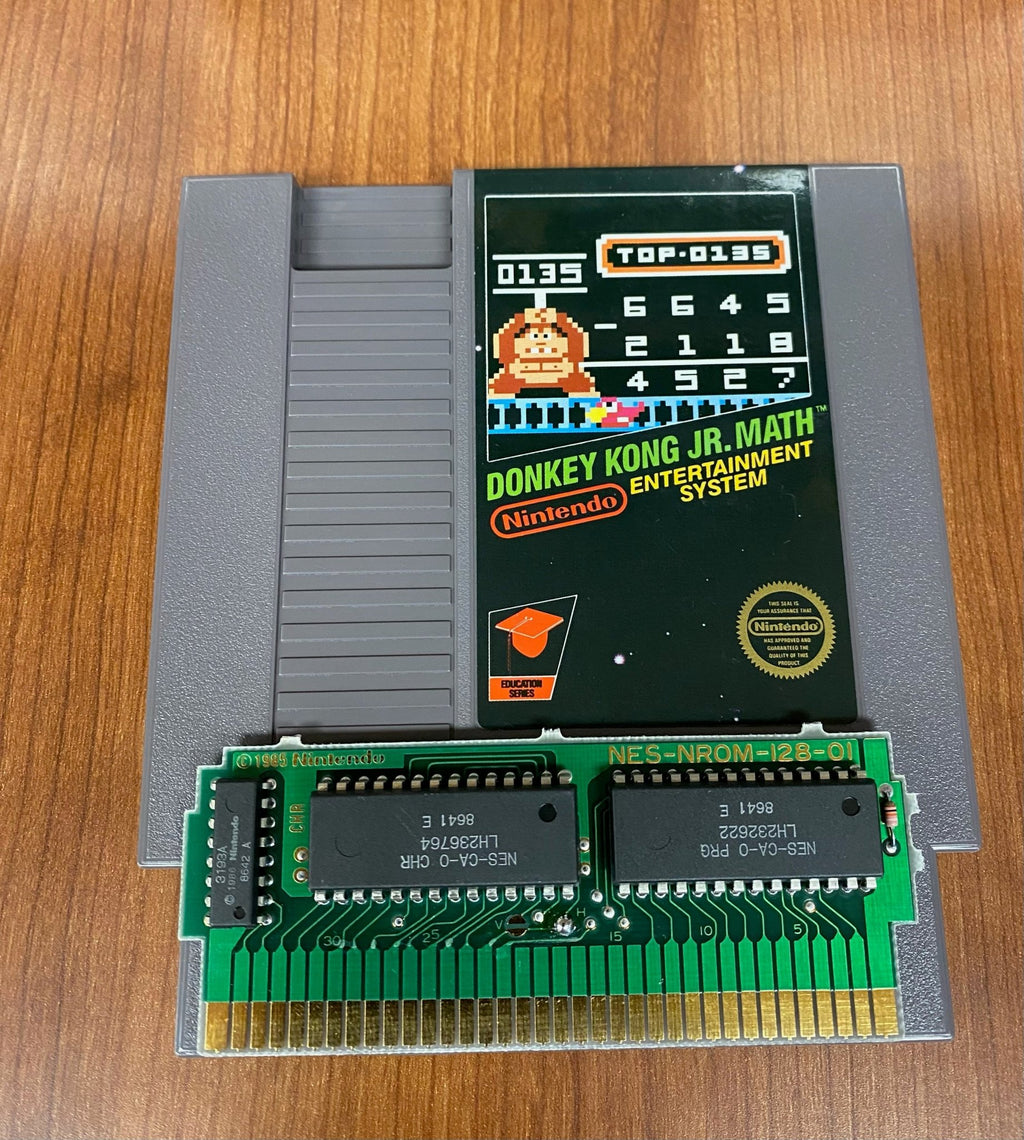 TOP·0135
0135
6645
- 2118
4527
DONKEY KONG JR. MATH™
Nintendo
ENTERTAINMENT
SYSTEM
EDUCATION
SERIES
THIS SEAL IS
YOUR ASSURANCE THAT
Nintendo
HAS APPROVED AND
GUARANTEED THE
QUALITY OF THIS
PRODUCT
©1985 Nintendo
NES-NROM-128-01
CHR
3193A
© 1986 Nintendo
8642 A
NES-CA-0 CHR
LH236764
8641 E
NES-CA-0 PRG
LH232622
8641 E
V
H
30
25
15
10
5